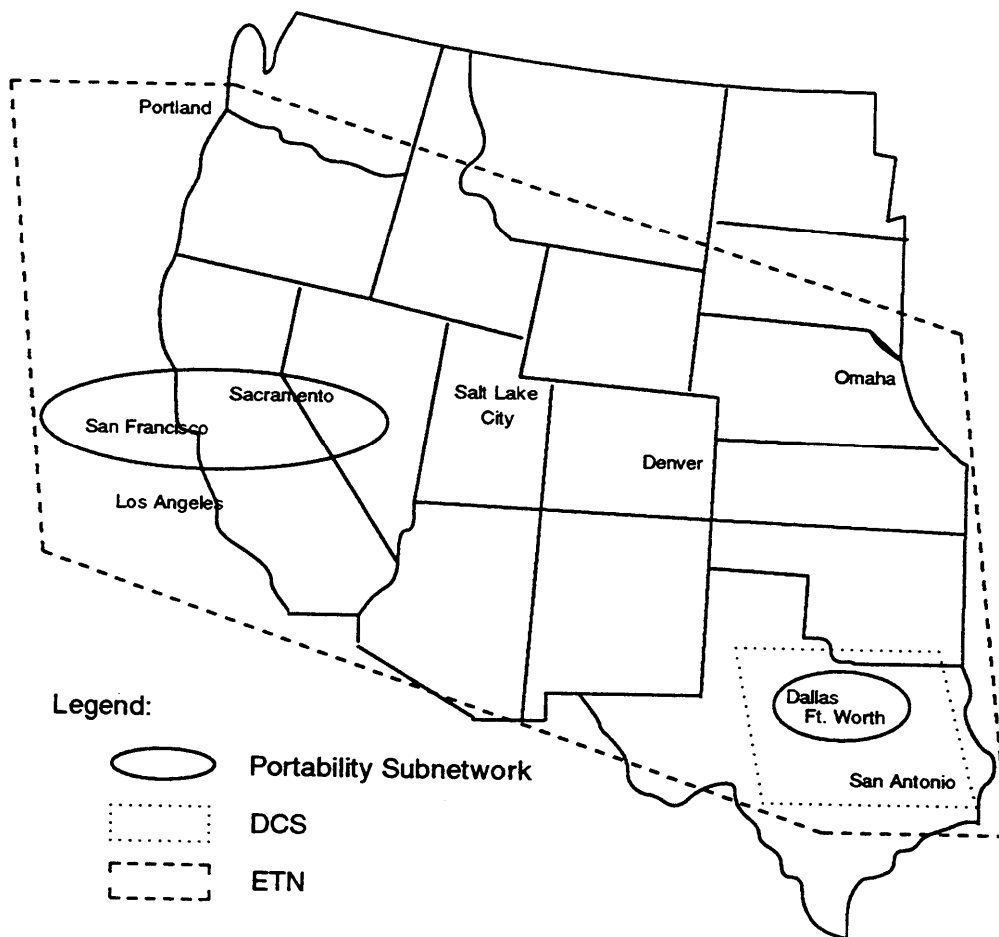 Portland
Sacramento
San Francisco
Salt Lake
City
Omaha
Denver
Los Angeles
Dallas
Ft. Worth
San Antonio
Legend:
Portability Subnetwork
DCS
ETN